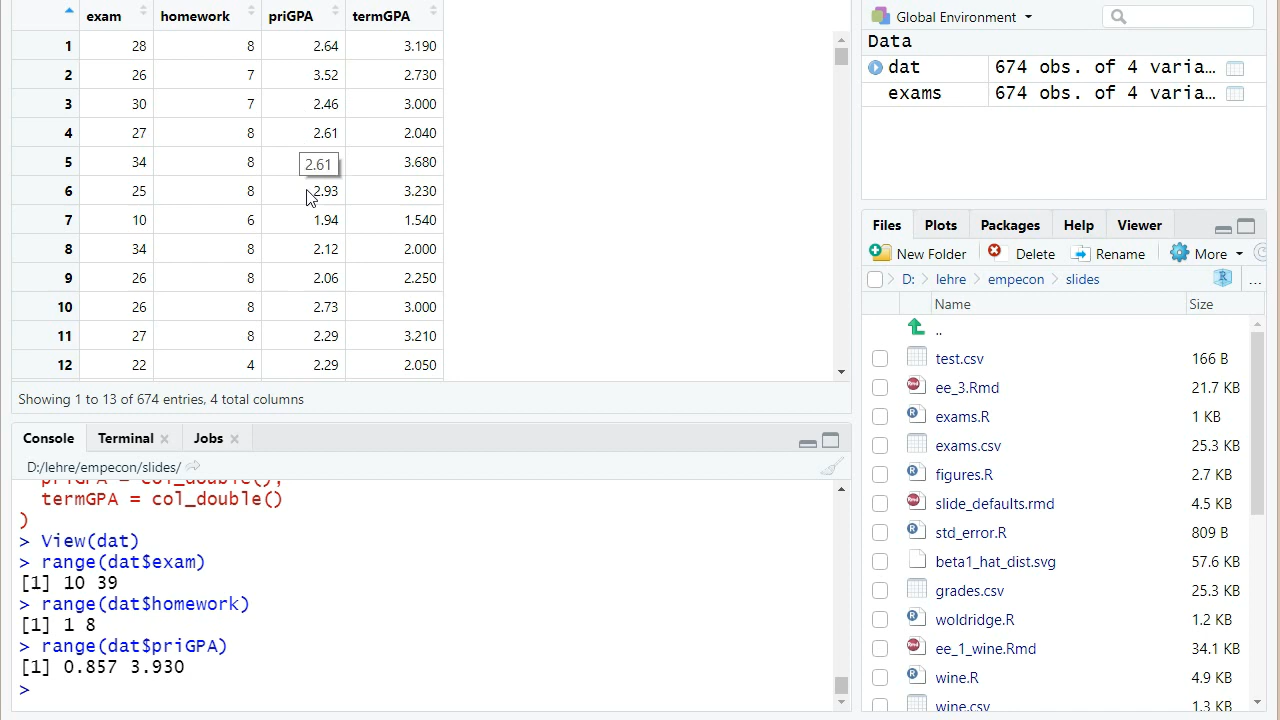 exam homework priGPA termGPA
1 28 8 2.64 3.190
2 26 7 3.52 2.730
3 30 7 2.46 3.000
4 27 8 2.61 2.040
5 34 8 3.680
2.61
6 25 8 2.93 3.230
7 10 6 1.94 1.540
8 34 8 2.12 2.000
9 26 8 2.06 2.250
10 26 8 2.73 3.000
11 27 8 2.29 3.210
12 22 4 2.29 2.050
Showing 1 to 13 of 674 entries, 4 total columns
Console Terminal Jobs
D:/lehre/empecon/slides/
priGPA = col_double(),
termGPA = col_double()
)
> View(dat)
> range(dat$exam)
[1] 10 39
> range(dat$homework)
[1] 1 8
> range(dat$priGPA)
[1] 0.857 3.930
>
Global Environment
Data
dat 674 obs. of 4 varia…
exams 674 obs. of 4 varia…
Files Plots Packages Help Viewer
New Folder Delete Rename More
D: lehre empecon slides ...
Name Size
..
test.csv 166 B
ee_3.Rmd 21.7 KB
exams.R 1 KB
exams.csv 25.3 KB
figures.R 2.7 KB
slide_defaults.rmd 4.5 KB
std_error.R 809 B
beta1_hat_dist.svg 57.6 KB
grades.csv 25.3 KB
woldridge.R 1.2 KB
ee_1_wine.Rmd 34.1 KB
wine.R 4.9 KB
wine.csv 1.3 KB